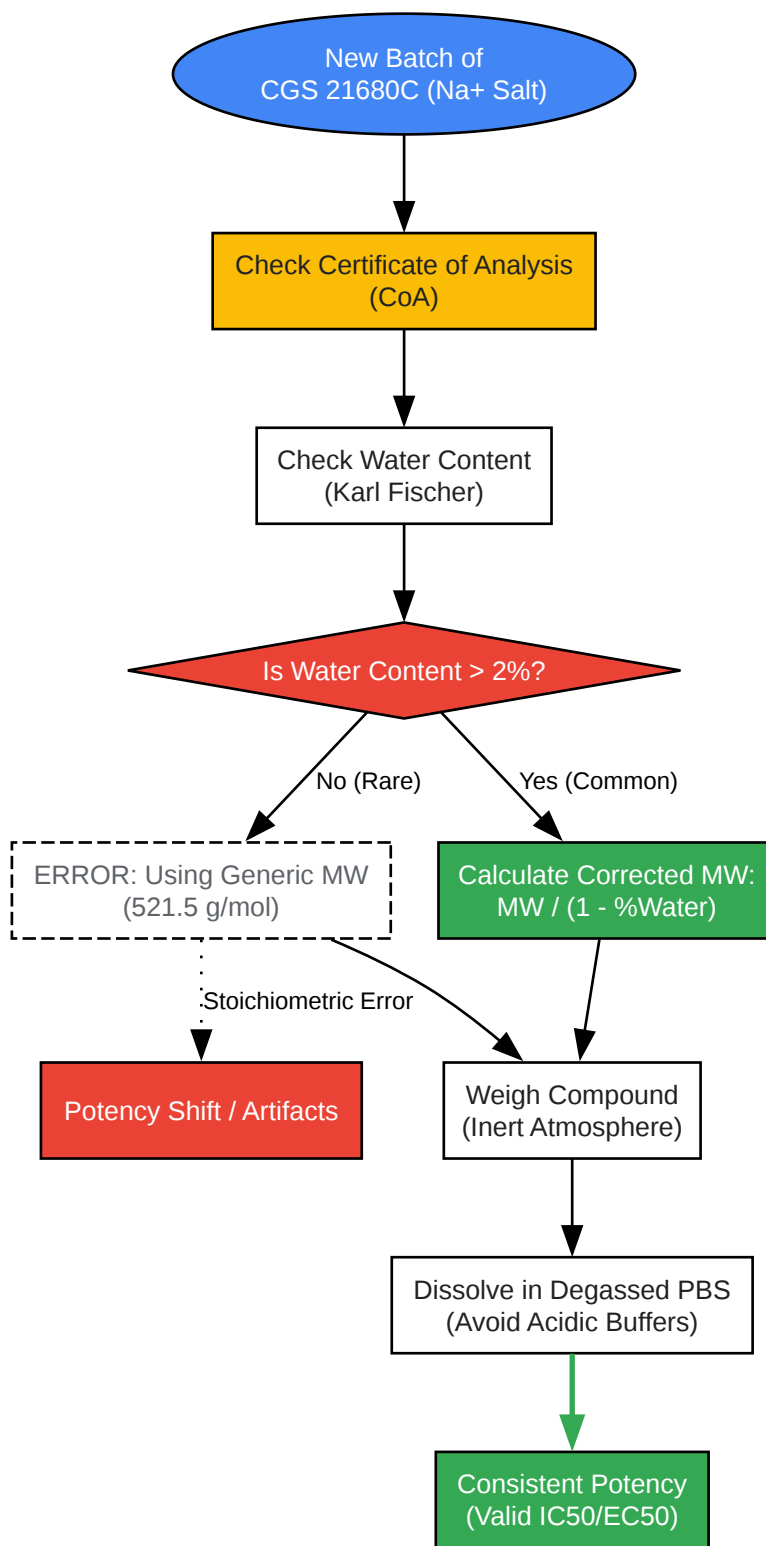 New Batch of
CGS 21680C (Na+ Salt)
Check Certificate of Analysis
(CoA)
Check Water Content
(Karl Fischer)
Is Water Content > 2%?
No (Rare)
Yes (Common)
ERROR: Using Generic MW
(521.5 g/mol)
Calculate Corrected MW:
MW / (1 - %Water)
Stoichiometric Error
Potency Shift / Artifacts
Weigh Compound
(Inert Atmosphere)
Dissolve in Degassed PBS
(Avoid Acidic Buffers)
Consistent Potency
(Valid IC50/EC50)